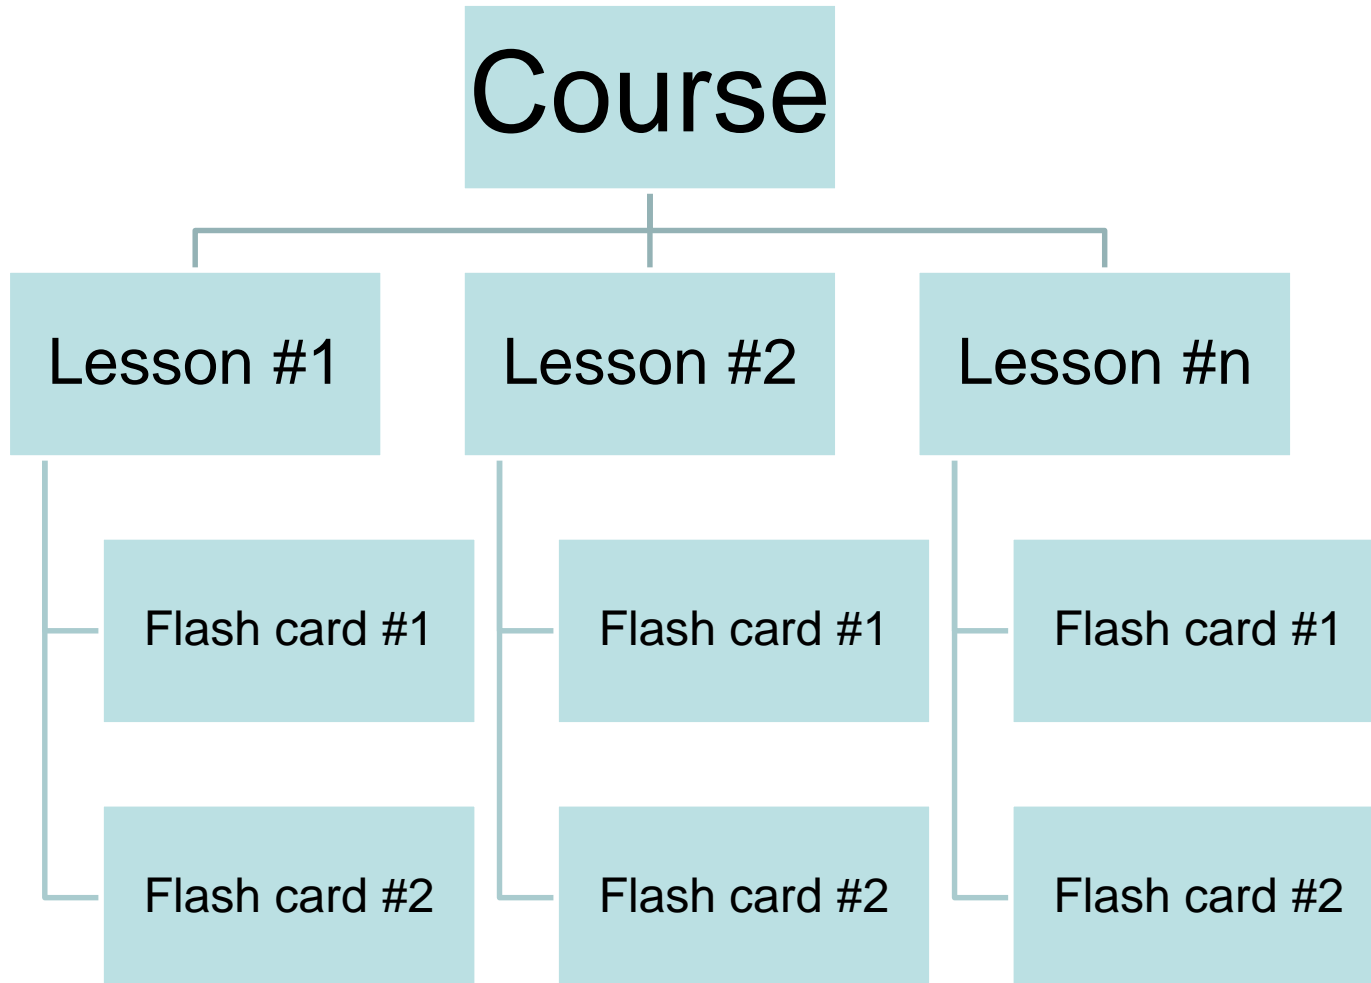 Course
Lesson #1
Lesson #2
Lesson #n
Flash card #1
Flash card #1
Flash card #1
Flash card #2
Flash card #2
Flash card #2